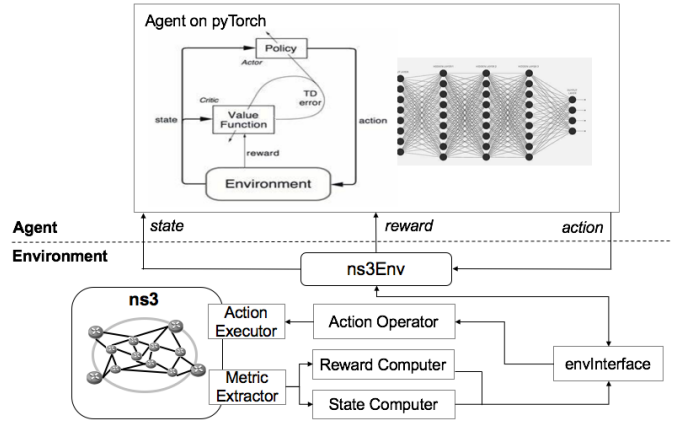 Agent on pyTorch
Policy
Actor
TD
error
Critic
Value
Function
state
action
reward
Environment
Agent
state
reward
action
Environment
ns3Env
ns3
Action
Executor
Action Operator
Reward Computer
envInterface
Metric
Extractor
State Computer